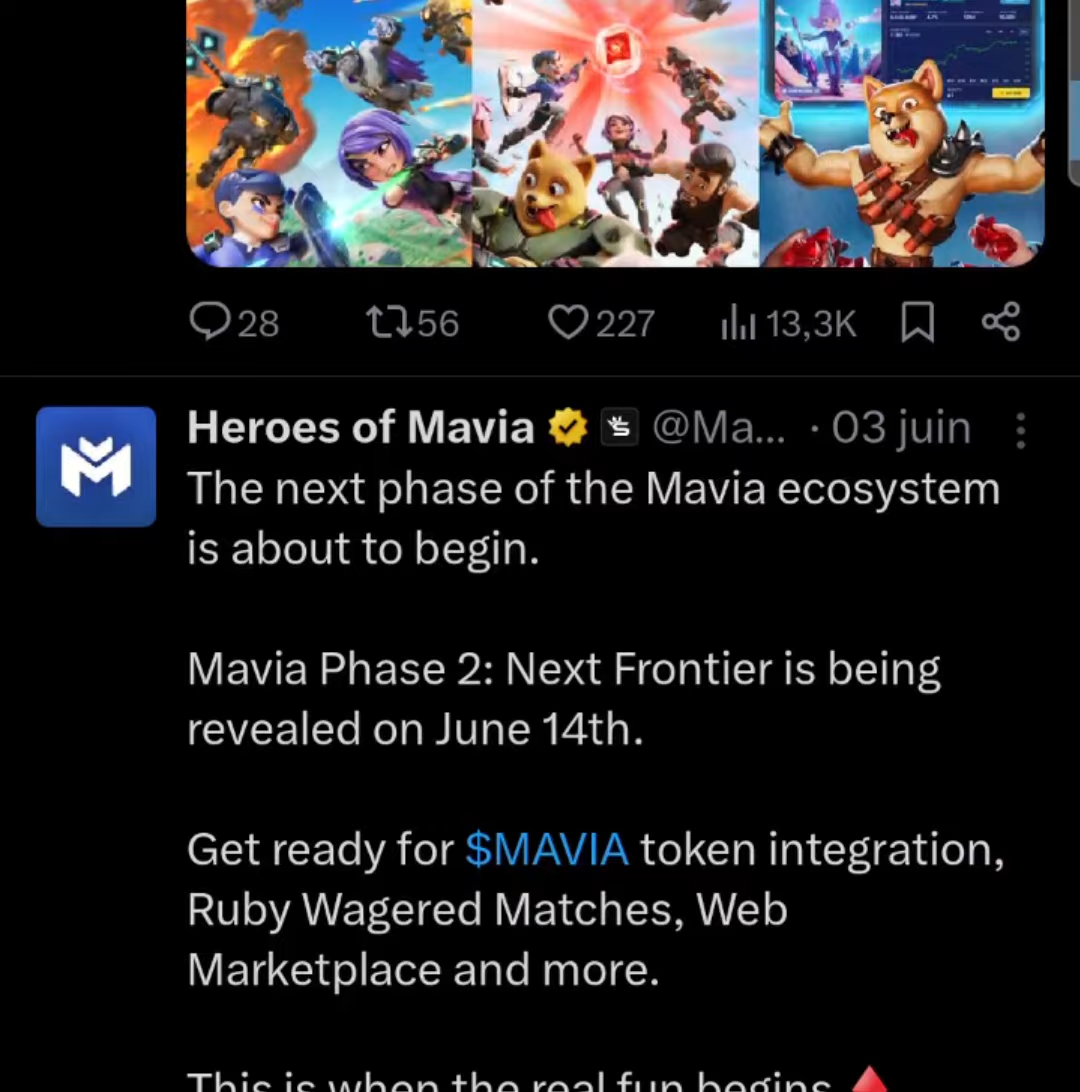 28 56 227 13,3K
Heroes of Mavia @Ma... · 03 juin
The next phase of the Mavia ecosystem
is about to begin.
Mavia Phase 2: Next Frontier is being
revealed on June 14th.
Get ready for $MAVIA token integration,
Ruby Wagered Matches, Web
Marketplace and more.
This is when the real fun begins